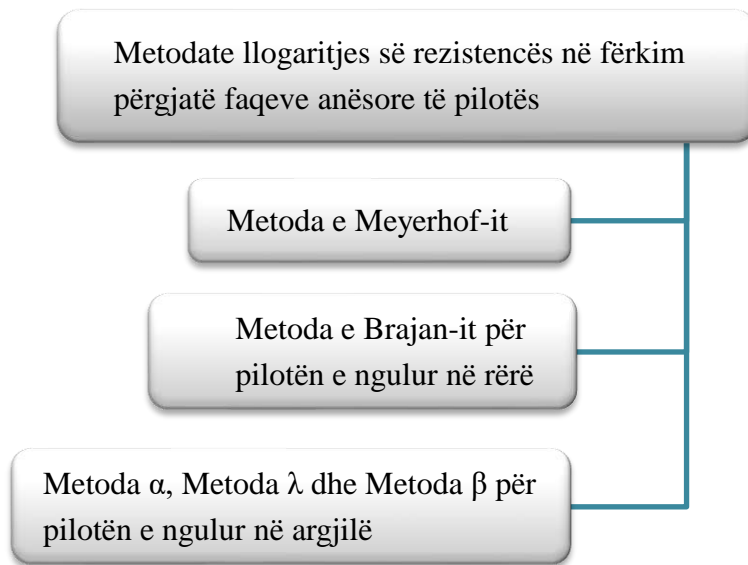 Metodate llogaritjes së rezistencës në fërkim
përgjatë faqeve anësore të pilotës
Metoda e Meyerhof-it
Metoda e Brajan-it për
pilotën e ngulur në rërë
Metoda α, Metoda λ dhe Metoda β për
pilotën e ngulur në argjilë